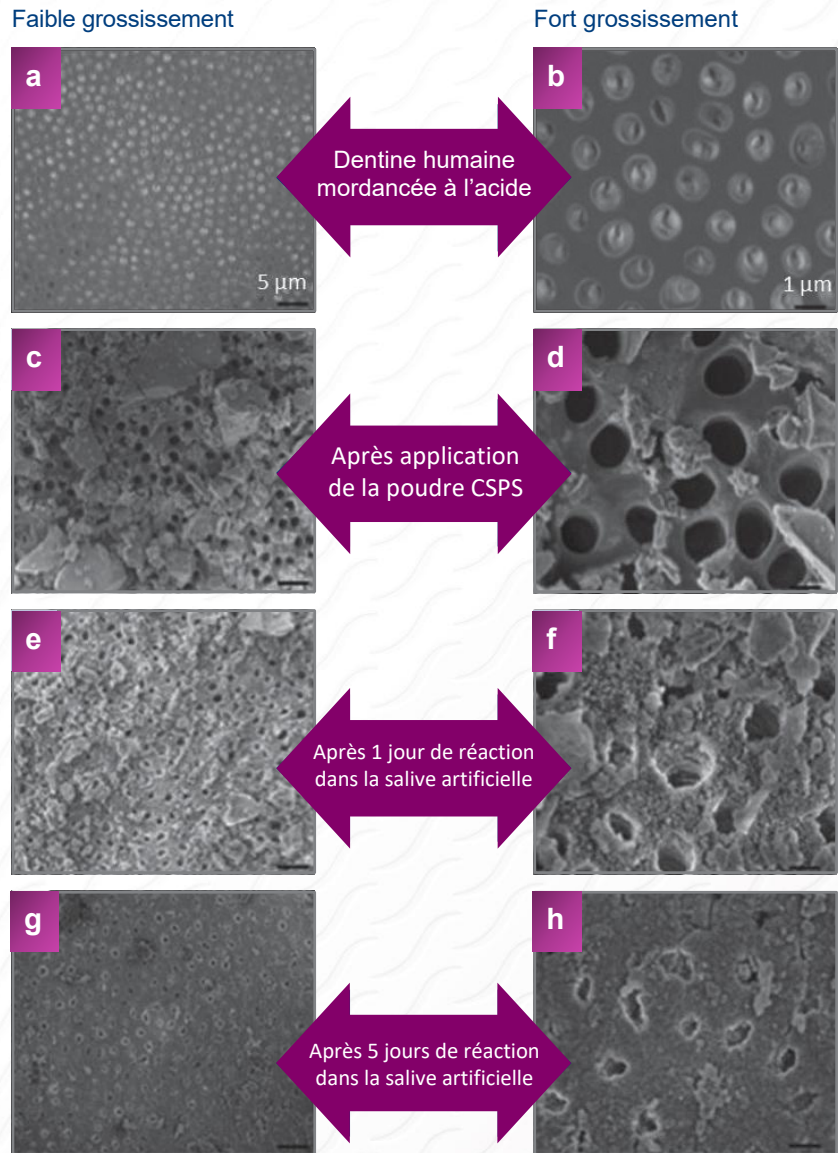 Faible grossissement
Fort grossissement
a
b
Dentine humaine
mordancée à l'acide
5 µm
1 µm
c
d
Après application
de la poudre CSPS
e
f
Après 1 jour de réaction
dans la salive artificielle
g
h
Après 5 jours de réaction
dans la salive artificielle